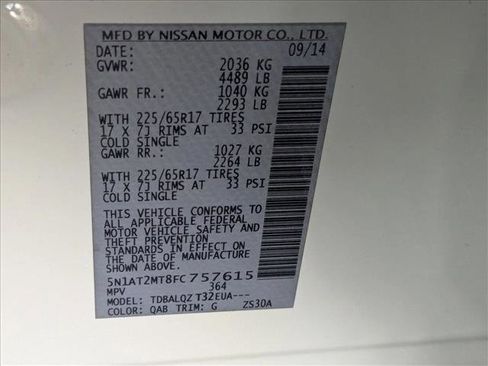 MFD BY NISSAN MOTOR CO., LTD.
DATE: 09/14
GVWR: 2036 KG
4489 LB
GAWR FR.: 1040 KG
2293 LB
WITH 225/65R17 TIRES
17 X 7J RIMS AT 33 PSI
COLD SINGLE
GAWR RR.: 1027 KG
2264 LB
WITH 225/65R17 TIRES
17 X 7J RIMS AT 33 PSI
COLD SINGLE
THIS VEHICLE CONFORMS TO
ALL APPLICABLE FEDERAL
MOTOR VEHICLE SAFETY AND
THEFT PREVENTION
STANDARDS IN EFFECT ON
THE DATE OF MANUFACTURE
SHOWN ABOVE.
5N1AT2MT8FC757615
MPV 364
MODEL: TDBALQZ T32EUA---
COLOR: QAB TRIM: G ZS30A